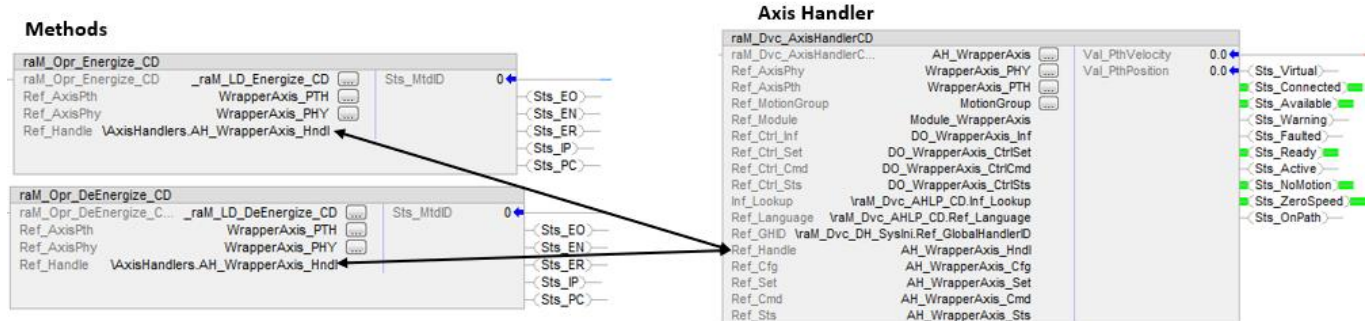 Methods
raM_Opr_Energize_CD
raM_Opr_Energize_CD _raM_LD_Energize_CD ... Sts_MtdID 0
Ref_AxisPth WrapperAxis_PTH ... Sts_EO
Ref_AxisPhy WrapperAxis_PHY ... Sts_EN
Ref_Handle \AxisHandlers.AH_WrapperAxis_Hndl Sts_ER
Sts_IP
Sts_PC
raM_Opr_DeEnergize_CD
raM_Opr_DeEnergize_C... _raM_LD_DeEnergize_CD ... Sts_MtdID 0
Ref_AxisPth WrapperAxis_PTH ... Sts_EO
Ref_AxisPhy WrapperAxis_PHY ... Sts_EN
Ref_Handle \AxisHandlers.AH_WrapperAxis_Hndl Sts_ER
Sts_IP
Sts_PC
Axis Handler
raM_Dvc_AxisHandlerCD
raM_Dvc_AxisHandlerC... AH_WrapperAxis ... Val_PthVelocity 0.0
Ref_AxisPhy WrapperAxis_PHY ... Val_PthPosition 0.0 Sts_Virtual
Ref_AxisPth WrapperAxis_PTH ... Sts_Connected
Ref_MotionGroup MotionGroup ... Sts_Available
Ref_Module Module_WrapperAxis Sts_Warning
Ref_Ctrl_Inf DO_WrapperAxis_Inf Sts_Faulted
Ref_Ctrl_Set DO_WrapperAxis_CtrlSet Sts_Ready
Ref_Ctrl_Cmd DO_WrapperAxis_CtrlCmd Sts_Active
Ref_Ctrl_Sts DO_WrapperAxis_CtrlSts Sts_NoMotion
Inf_Lookup \raM_Dvc_AHLP_CD.Inf_Lookup Sts_ZeroSpeed
Ref_Language \raM_Dvc_AHLP_CD.Ref_Language Sts_OnPath
Ref_GHID \raM_Dvc_DH_SysIni.Ref_GlobalHandlerID
Ref_Handle AH_WrapperAxis_Hndl
Ref_Cfg AH_WrapperAxis_Cfg
Ref_Set AH_WrapperAxis_Set
Ref_Cmd AH_WrapperAxis_Cmd
Ref_Sts AH_WrapperAxis_Sts